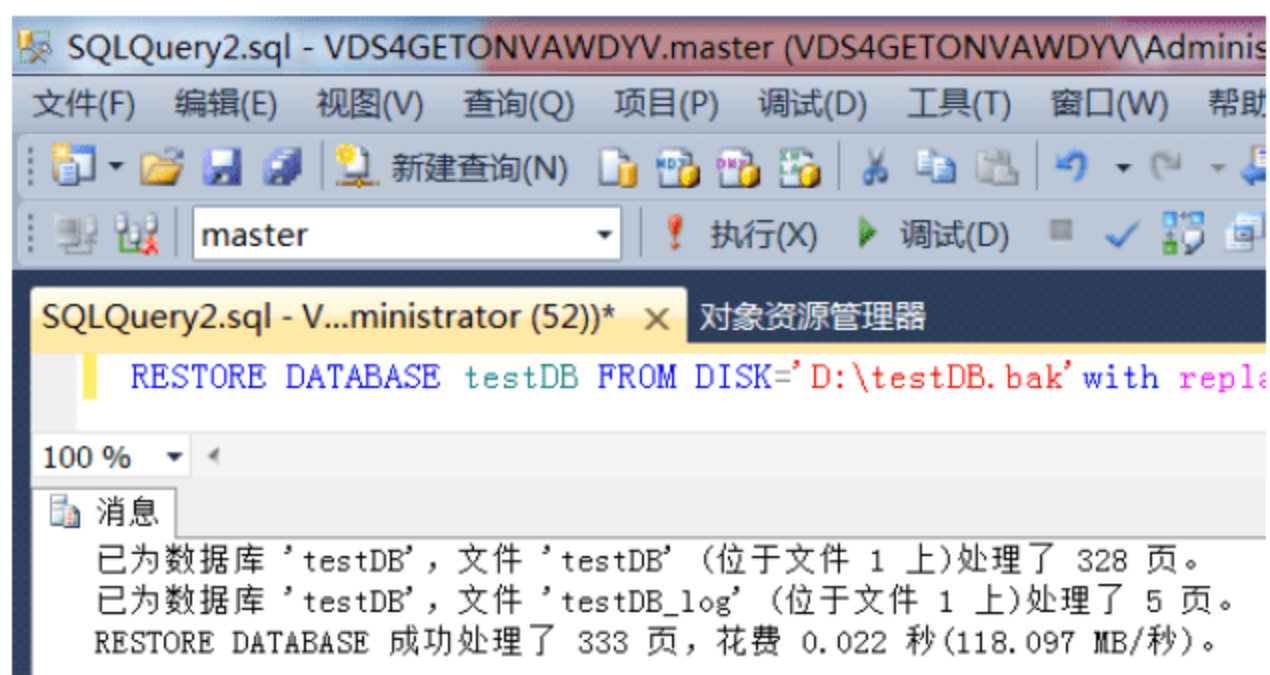 SQLQuery2.sql - VDS4GETONVAWDYV.master (VDS4GETONVAWDYV\Adminis
文件(F) 编辑(E) 视图(V) 查询(Q) 项目(P) 调试(D) 工具(T) 窗口(W) 帮助
新建查询(N)
master 执行(X) 调试(D)
SQLQuery2.sql - V...ministrator (52))* 对象资源管理器
RESTORE DATABASE testDB FROM DISK='D:\testDB.bak'with repla
100 %
消息
已为数据库 'testDB'，文件 'testDB' (位于文件 1 上)处理了 328 页。
已为数据库 'testDB'，文件 'testDB_log' (位于文件 1 上)处理了 5 页。
RESTORE DATABASE 成功处理了 333 页，花费 0.022 秒(118.097 MB/秒)。